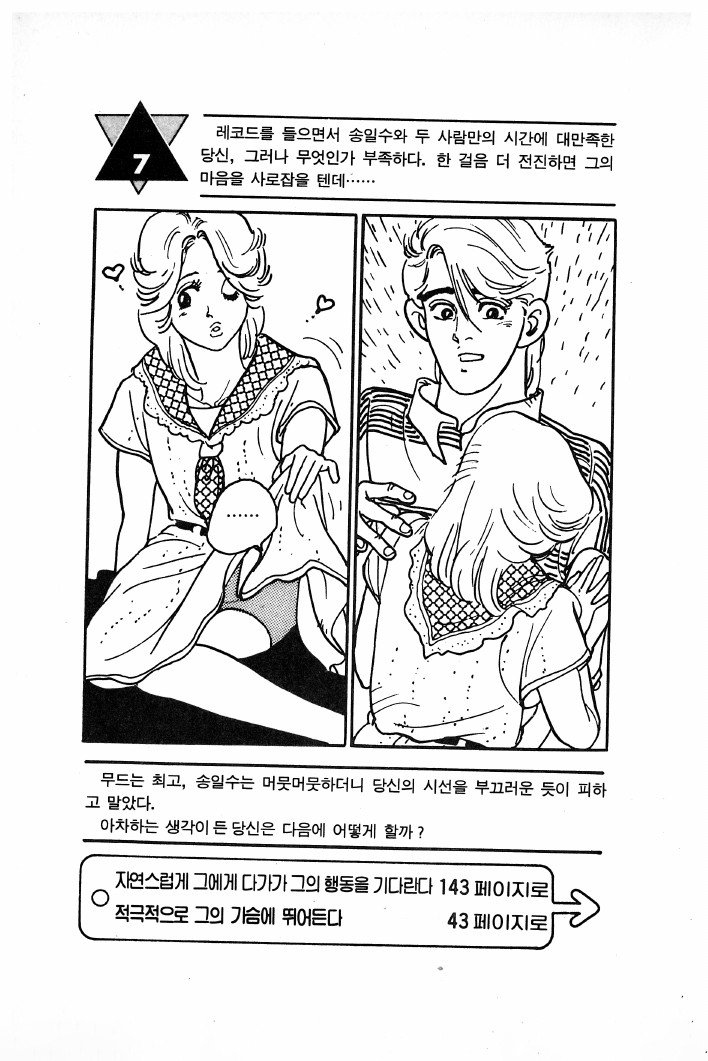 7
레코드를 들으면서 송일수와 두 사람만의 시간에 대만족한
당신, 그러나 무엇인가 부족하다. 한 걸음 더 전진하면 그의
마음을 사로잡을 텐데……
……
무드는 최고, 송일수는 머뭇머뭇하더니 당신의 시선을 부끄러운 듯이 피하
고 말았다.
아차하는 생각이 든 당신은 다음에 어떻게 할까?
자연스럽게 그에게 다가가 그의 행동을 기다린다 143 페이지로
적극적으로 그의 가슴에 뛰어든다 43 페이지로